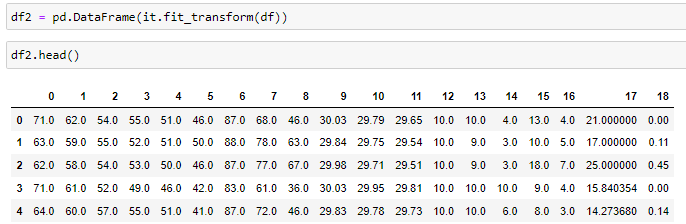 df2 = pd.DataFrame(it.fit_transform(df))
df2.head()
0 1 2 3 4 5 6 7 8 9 10 11 12 13 14 15 16 17 18
0 71.0 62.0 54.0 55.0 51.0 46.0 87.0 68.0 46.0 30.03 29.79 29.65 10.0 10.0 4.0 13.0 4.0 21.000000 0.00
1 63.0 59.0 55.0 52.0 51.0 50.0 88.0 78.0 63.0 29.84 29.75 29.54 10.0 9.0 3.0 10.0 5.0 17.000000 0.11
2 62.0 58.0 54.0 53.0 50.0 46.0 87.0 77.0 67.0 29.98 29.71 29.51 10.0 9.0 3.0 18.0 7.0 25.000000 0.45
3 71.0 61.0 52.0 49.0 46.0 42.0 83.0 61.0 36.0 30.03 29.95 29.81 10.0 10.0 10.0 9.0 4.0 15.840354 0.00
4 64.0 60.0 57.0 55.0 51.0 41.0 87.0 72.0 46.0 29.83 29.78 29.73 10.0 10.0 6.0 8.0 3.0 14.273680 0.14